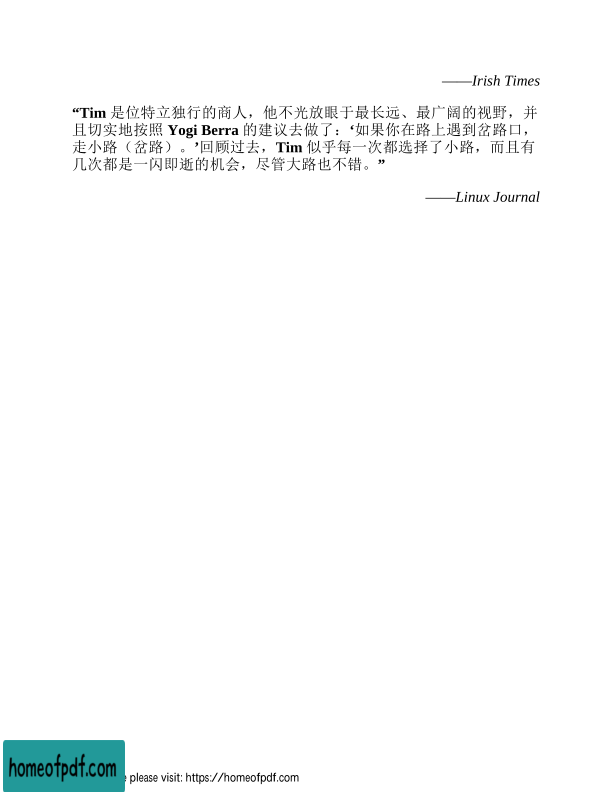 ——Irish Times
“Tim 是位特立独行的商人，他不光放眼于最长远、最广阔的视野，并
且切实地按照 Yogi Berra 的建议去做了：‘如果你在路上遇到岔路口，
走小路（岔路）。’回顾过去，Tim 似乎每一次都选择了小路，而且有
几次都是一闪即逝的机会，尽管大路也不错。”
——Linux Journal
homeofpdf.com
e please visit: https://homeofpdf.com